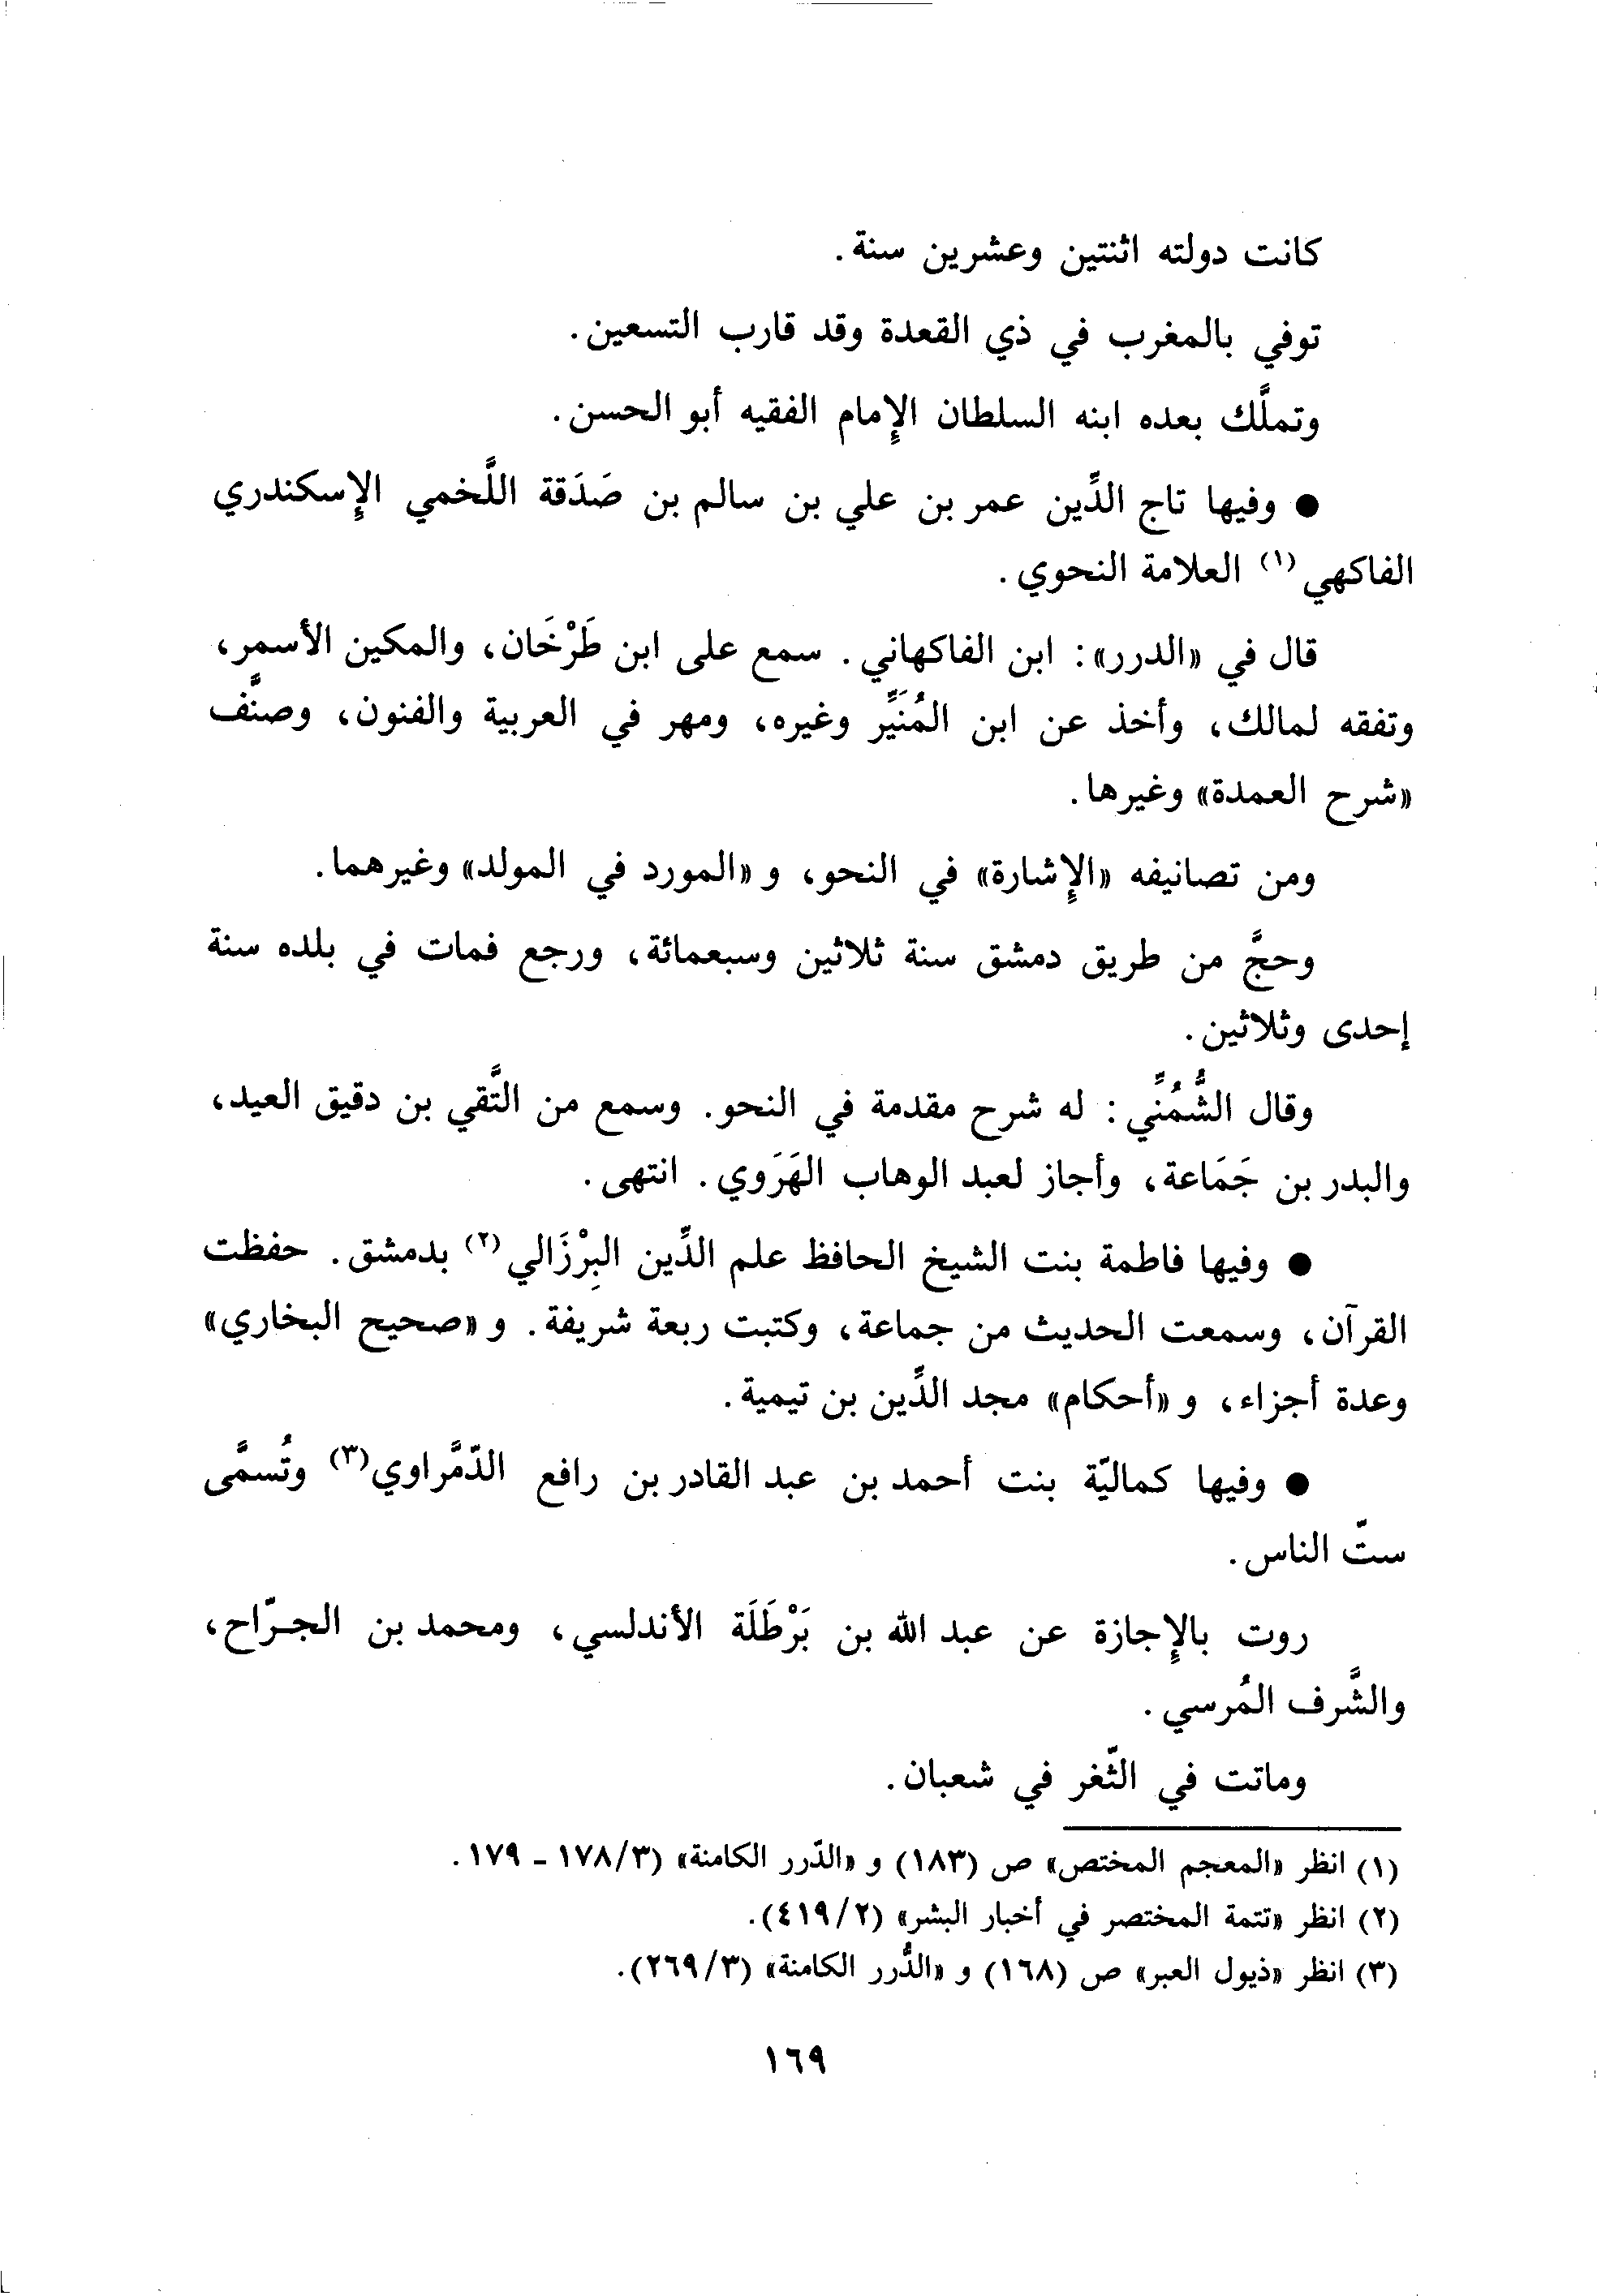 كانت دولته اثنتين وعشرين سنة.
توفي بالمغرب في ذي القعدة وقد قارب التسعين.
وتملَّك بعده ابنه السلطان الإِمام الفقيه أبو الحسن.
● وفيها تاج الدِّين عمر بن علي بن سالم بن صَدَقة اللَّخمي الإِسكندري
الفاكهي (١) العلامة النحوي.
قال في «الدرر»: ابن الفاكهاني. سمع على ابن طَرْخَان، والمكين الأسمر،
وتفقه لمالك، وأخذ عن ابن المُنَيِّر وغيره، ومهر في العربية والفنون، وصنَّف
«شرح العمدة» وغيرها.
ومن تصانيفه «الإِشارة» في النحو، و «المورد في المولد» وغيرهما.
وحجَّ من طريق دمشق سنة ثلاثين وسبعمائة، ورجع فمات في بلده سنة
إحدى وثلاثين.
وقال الشُّمُنِّي: له شرح مقدمة في النحو. وسمع من التَّقي بن دقيق العيد،
والبدر بن جَمَاعة، وأجاز لعبد الوهاب الهَرَوي. انتهى.
● وفيها فاطمة بنت الشيخ الحافظ علم الدِّين البِرْزَالي (٢) بدمشق. حفظت
القرآن، وسمعت الحديث من جماعة، وكتبت ربعة شريفة. و «صحيح البخاري»
وعدة أجزاء، و «أحكام» مجد الدِّين بن تيمية.
● وفيها كماليّة بنت أحمد بن عبد القادر بن رافع الدّمَّراوي (٣) وتُسمَّى
ستّ الناس.
روت بالإِجازة عن عبد الله بن بَرْطَلَة الأندلسي، ومحمد بن الجرّاح،
والشَّرف المُرسي.
وماتت في الثّغر في شعبان.
(١) انظر «المعجم المختص» ص (١٨٣) و «الدّرر الكامنة» (١٧٨/٣ - ١٧٩.
(٢) انظر «تتمة المختصر في أخبار البشر» (٤١٩/٢).
(٣) انظر «ذيول العبر» ص (١٦٨) و «الدُّرر الكامنة» (٢٦٩/٣).
١٦٩